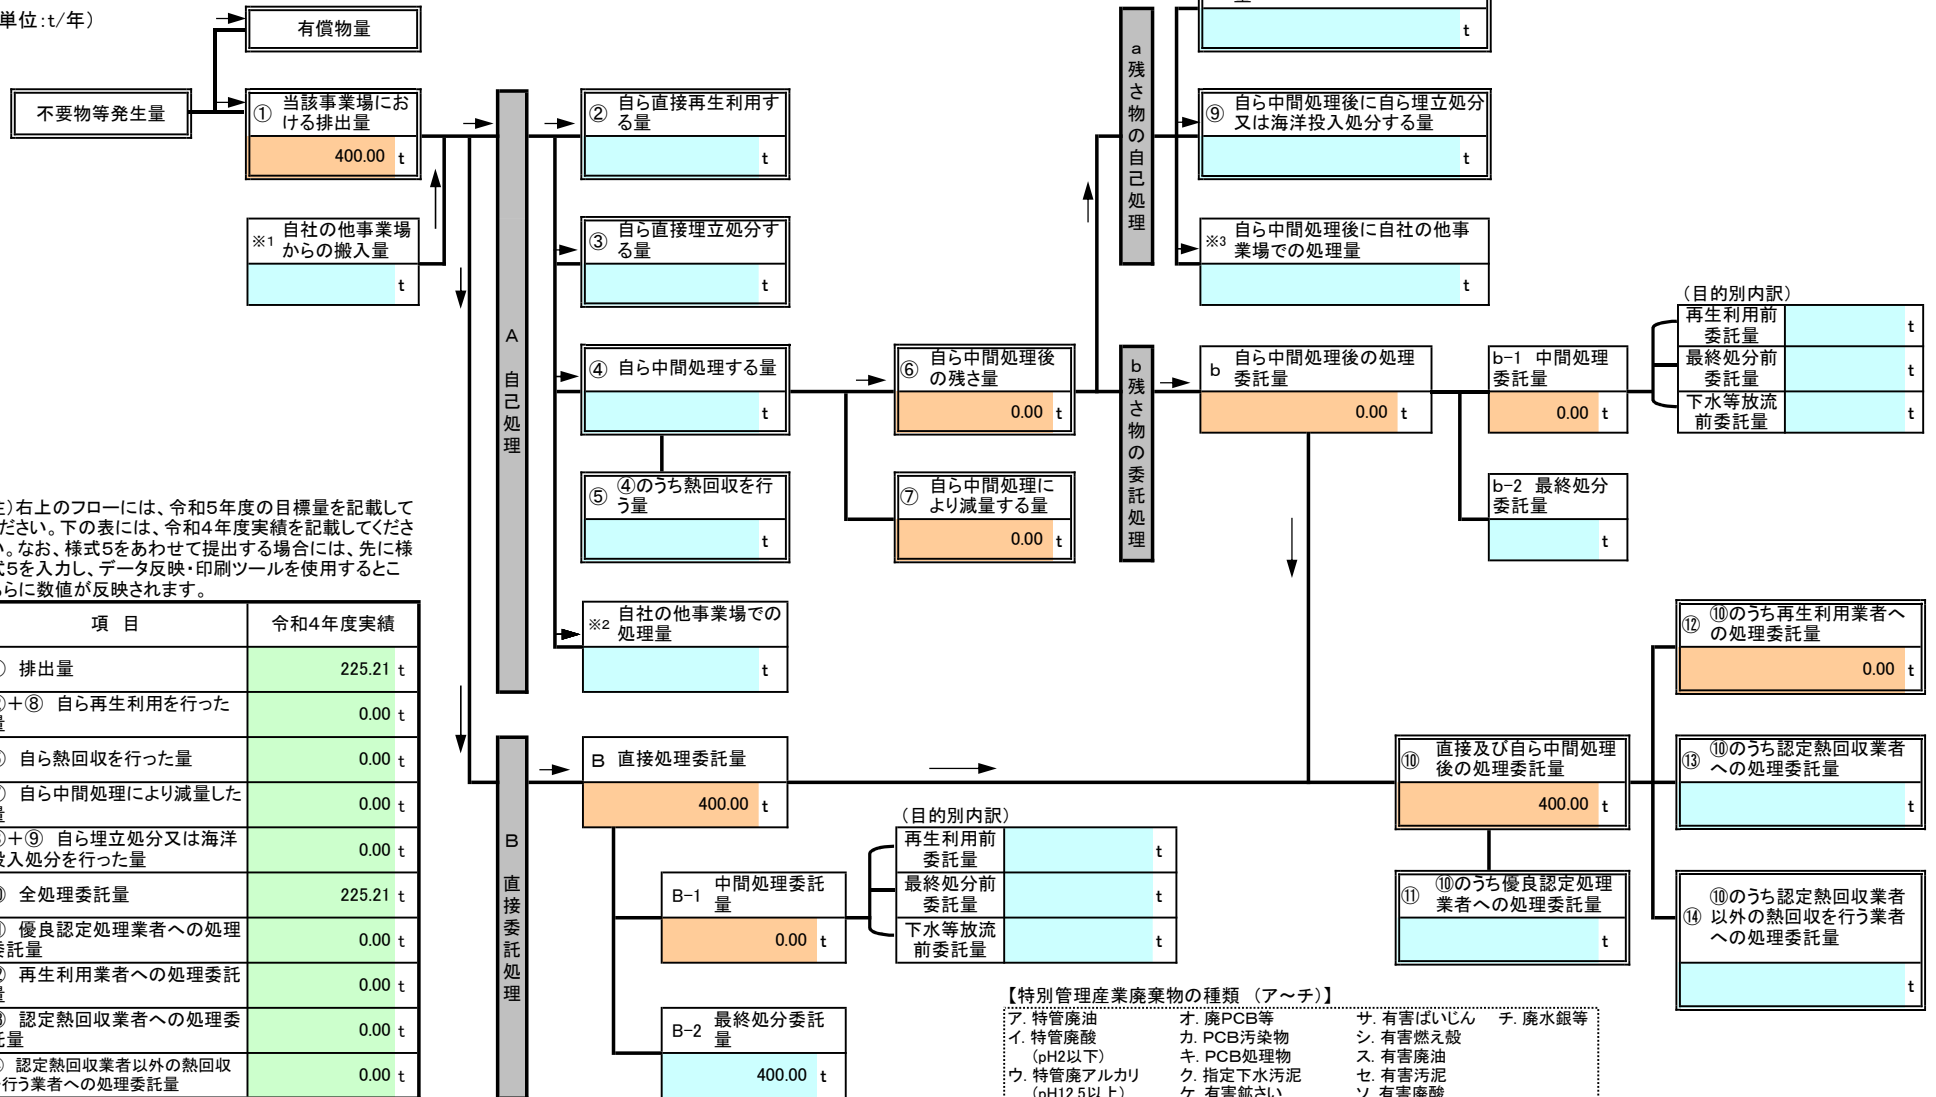 単位:t/年)
有償物量
不要物等発生量
① 当該事業場にお
ける排出量
400.00 t
※1 自社の他事業場
からの搬入量
t
A 自己処理
② 自ら直接再生利用す
る量
t
③ 自ら直接埋立処分す
る量
t
④ 自ら中間処理する量
t
⑤ ④のうち熱回収を行
う量
t
※2 自社の他事業場での
処理量
t
⑥ 自ら中間処理後
の残さ量
0.00 t
⑦ 自ら中間処理に
より減量する量
0.00 t
a 残さ物の自己処理
量
t
⑨ 自ら中間処理後に自ら埋立処分
又は海洋投入処分する量
t
※3 自ら中間処理後に自社の他事
業場での処理量
t
b 残さ物の委託処理
b 自ら中間処理後の処理
委託量
0.00 t
b-1 中間処理
委託量
0.00 t
b-2 最終処分
委託量
t
(目的別内訳)
再生利用前
委託量
t
最終処分前
委託量
t
下水等放流
前委託量
t
)右上のフローには、令和5年度の目標量を記載して
ださい。下の表には、令和4年度実績を記載してくださ
。なお、様式5をあわせて提出する場合には、先に様
5を入力し、データ反映・印刷ツールを使用するとこ
らに数値が反映されます。
項 目 令和4年度実績
排出量 225.21 t
+⑧ 自ら再生利用を行った
量
0.00 t
自ら熱回収を行った量 0.00 t
自ら中間処理により減量した
量
0.00 t
+⑨ 自ら埋立処分又は海洋
投入処分を行った量
0.00 t
全処理委託量 225.21 t
優良認定処理業者への処理
委託量
0.00 t
再生利用業者への処理委託
量
0.00 t
認定熱回収業者への処理委
託量
0.00 t
認定熱回収業者以外の熱回収
行う業者への処理委託量
0.00 t
B 直接委託処理
B 直接処理委託量
400.00 t
B-1 中間処理委託
量
0.00 t
B-2 最終処分委託
量
400.00 t
(目的別内訳)
再生利用前
委託量
t
最終処分前
委託量
t
下水等放流
前委託量
t
⑩ 直接及び自ら中間処理
後の処理委託量
400.00 t
⑪ ⑩のうち優良認定処理
業者への処理委託量
t
⑫ ⑩のうち再生利用業者へ
の処理委託量
0.00 t
⑬ ⑩のうち認定熱回収業者
への処理委託量
t
⑭ ⑩のうち認定熱回収業者
以外の熱回収を行う業者
への処理委託量
t
【特別管理産業廃棄物の種類 (ア~チ)】
ア. 特管廃油 オ. 廃PCB等 サ. 有害ばいじん チ. 廃水銀等
イ. 特管廃酸 カ. PCB汚染物 シ. 有害燃え殻
(pH2以下) キ. PCB処理物 ス. 有害廃油
ウ. 特管廃アルカリ ク. 指定下水汚泥 セ. 有害汚泥
(pH12.5以上) ケ. 有害鉱さい ソ. 有害廃酸